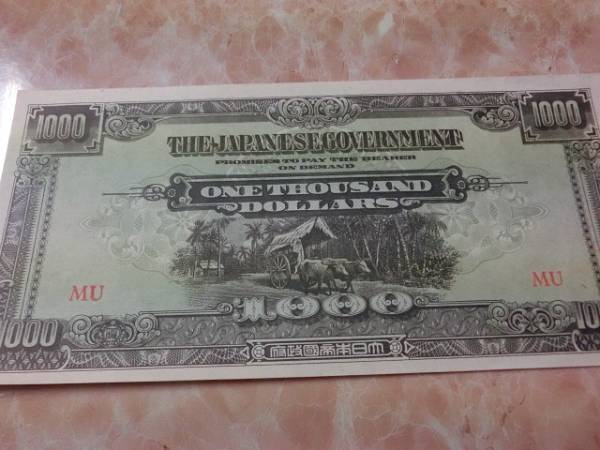 1000 1000
THE JAPANESE GOVERNMENT
PROMISES TO PAY THE BEARER
ON DEMAND
ONE THOUSAND
DOLLARS
MU MU
1000
1000 10
府政國帝本日大